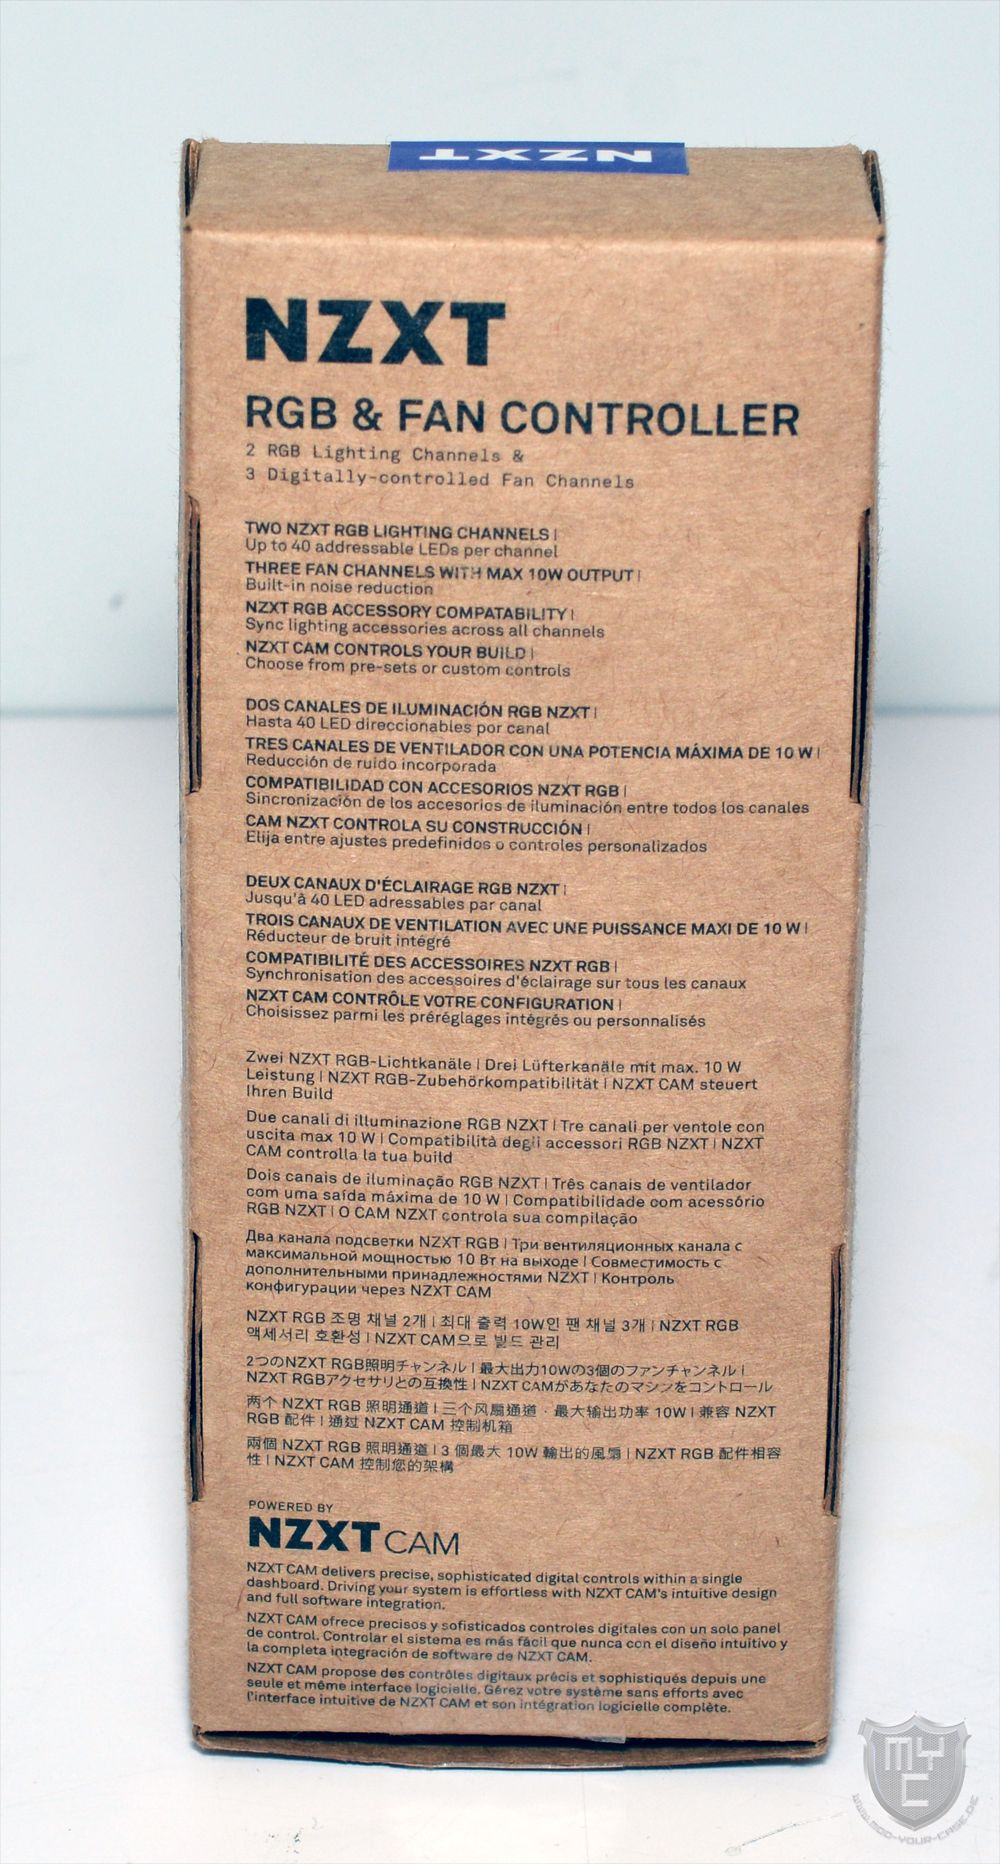 NZXT
NZXT
RGB & FAN CONTROLLER
2 RGB Lighting Channels &
3 Digitally-controlled Fan Channels
TWO NZXT RGB LIGHTING CHANNELS |
Up to 40 addressable LEDs per channel
THREE FAN CHANNELS WITH MAX 10W OUTPUT |
Built-in noise reduction
NZXT RGB ACCESSORY COMPATABILITY |
Sync lighting accessories across all channels
NZXT CAM CONTROLS YOUR BUILD |
Choose from pre-sets or custom controls
DOS CANALES DE ILUMINACIÓN RGB NZXT |
Hasta 40 LED direccionables por canal
TRES CANALES DE VENTILADOR CON UNA POTENCIA MÁXIMA DE 10 W |
Reducción de ruido incorporada
COMPATIBILIDAD CON ACCESORIOS NZXT RGB |
Sincronización de los accesorios de iluminación entre todos los canales
CAM NZXT CONTROLA SU CONSTRUCCIÓN |
Elija entre ajustes predefinidos o controles personalizados
DEUX CANAUX D'ÉCLAIRAGE RGB NZXT |
Jusqu'à 40 LED adressables par canal
TROIS CANAUX DE VENTILATION AVEC UNE PUISSANCE MAXI DE 10 W |
Réducteur de bruit intégré
COMPATIBILITÉ DES ACCESSOIRES NZXT RGB |
Synchronisation des accessoires d'éclairage sur tous les canaux
NZXT CAM CONTRÔLE VOTRE CONFIGURATION |
Choisissez parmi les préréglages intégrés ou personnalisés
Zwei NZXT RGB-Lichtkanäle | Drei Lüfterkanäle mit max. 10 W
Leistung | NZXT RGB-Zubehörkompatibilität | NZXT CAM steuert
Ihren Build
Due canali di illuminazione RGB NZXT | Tre canali per ventole con
uscita max 10 W | Compatibilità degli accessori RGB NZXT | NZXT
CAM controlla la tua build
Dois canais de iluminação RGB NZXT | Três canais de ventilador
com uma saída máxima de 10 W | Compatibilidade com acessório
RGB NZXT | O CAM NZXT controla sua compilação
Два канала подсветки NZXT RGB | Три вентиляционных канала с
максимальной мощностью 10 Вт на выходе | Совместимость с
дополнительными принадлежностями NZXT | Контроль
конфигурации через NZXT CAM
NZXT RGB 조명 채널 2개 | 최대 출력 10W인 팬 채널 3개 | NZXT RGB
액세서리 호환성 | NZXT CAM으로 빌드 관리
2つのNZXT RGB照明チャンネル | 最大出力10Wの3個のファンチャンネル |
NZXT RGBアクセサリとの互換性 | NZXT CAMがあなたのマシンをコントロール
两个 NZXT RGB 照明通道 | 三个风扇通道 · 最大输出功率 10W | 兼容 NZXT
RGB 配件 | 通过 NZXT CAM 控制机箱
兩個 NZXT RGB 照明通道 | 3 個最大 10W 輸出的風扇 | NZXT RGB 配件相容
性 | NZXT CAM 控制您的架構
POWERED BY
NZXT CAM
NZXT CAM delivers precise, sophisticated digital controls within a single
dashboard. Driving your system is effortless with NZXT CAM's intuitive design
and full software integration.
NZXT CAM ofrece precisos y sofisticados controles digitales con un solo panel
de control. Controlar el sistema es más fácil que nunca con el diseño intuitivo y
la completa integración de software de NZXT CAM.
NZXT CAM propose des contrôles digitaux précis et sophistiqués depuis une
seule et même interface logicielle. Gérez votre système sans efforts avec
l'interface intuitive de NZXT CAM et son intégration logicielle complète.
MYC
WWW.MOD-YOUR-CASE.DE